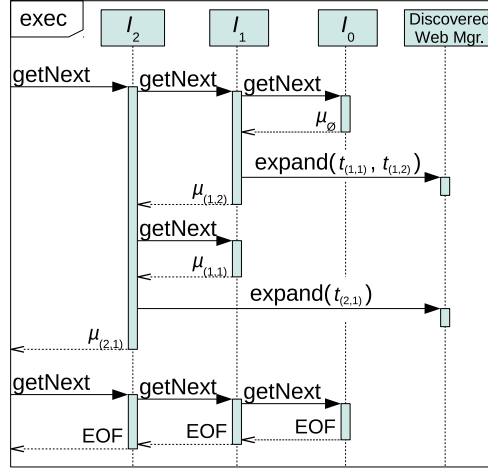 exec
I₂
I₁
I₀
Discovered
Web Mgr.
getNext
getNext
getNext
μ_Ø
expand(t₍₁,₁₎, t₍₁,₂₎)
μ₍₁,₂₎
getNext
μ₍₁,₁₎
expand(t₍₂,₁₎)
μ₍₂,₁₎
getNext
getNext
getNext
EOF
EOF
EOF